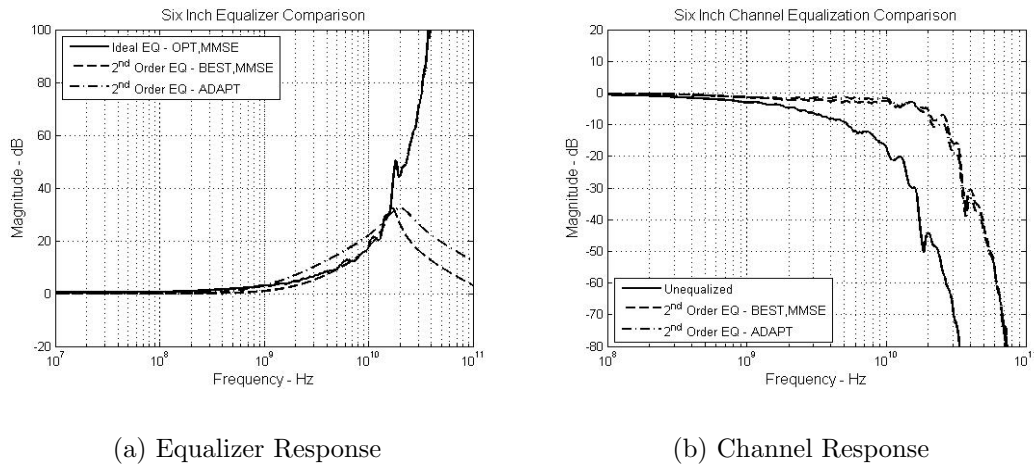 Six Inch Equalizer Comparison
100
80
60
40
20
0
-20
Magnitude - dB
Ideal EQ - OPT,MMSE
2nd Order EQ - BEST,MMSE
2nd Order EQ - ADAPT
10^7
10^8
10^9
10^10
10^11
Frequency - Hz
(a) Equalizer Response
Six Inch Channel Equalization Comparison
20
10
0
-10
-20
-30
-40
-50
-60
-70
-80
Magnitude - dB
Unequalized
2nd Order EQ - BEST,MMSE
2nd Order EQ - ADAPT
10^8
10^9
10^10
Frequency - Hz
(b) Channel Response